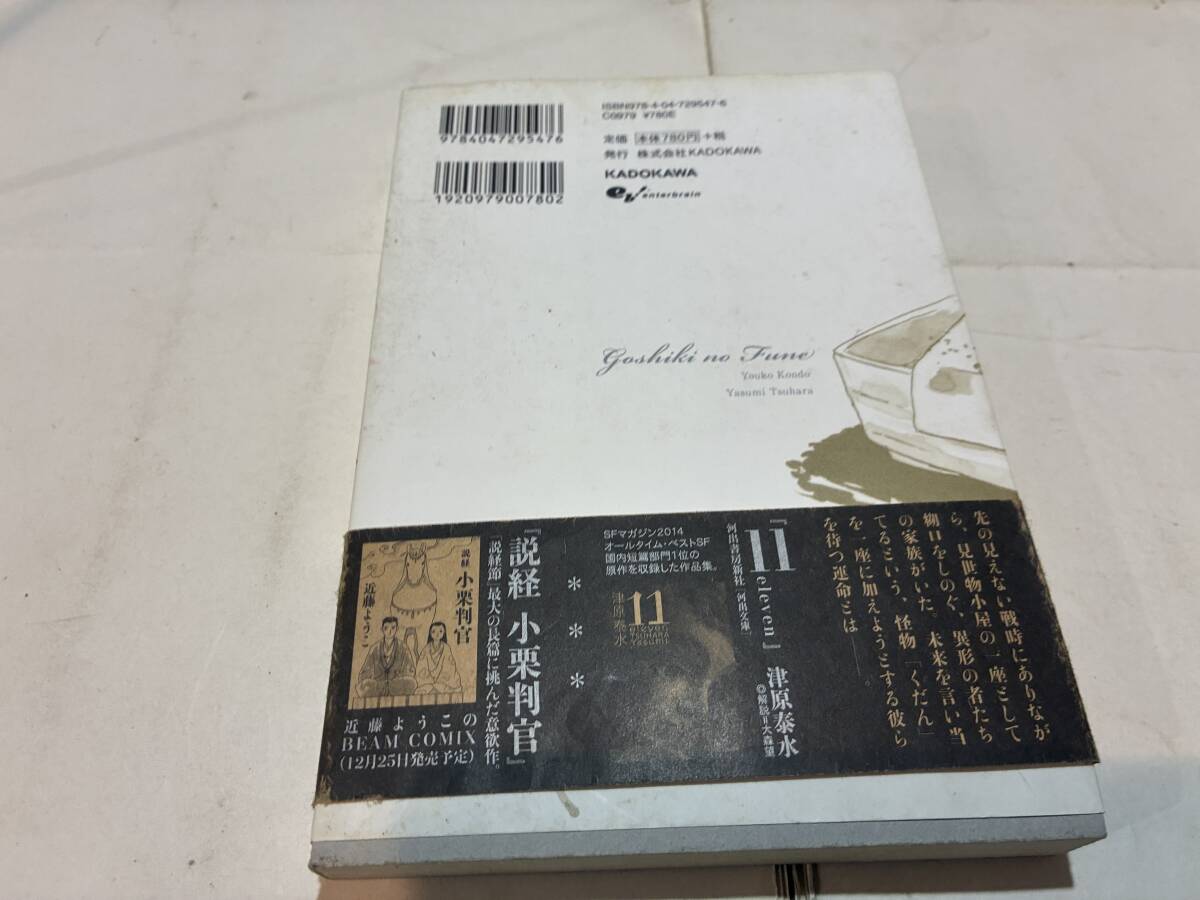 ISBN978-4-04-729547-6
C0979 ¥780E
9784047295476
定価 本体780円+税
発行 株式会社KADOKAWA
KADOKAWA
1920979007802
eb! enterbrain
Goshiki no Fune
Youko Kondo
Yasumi Tsuhara
先の見えない戦時にありなが
ら、見世物小屋の一座として
糊口をしのぐ、異形の者たち
の家族がいた。未来を言い当
てるという、怪物「くだん」
を一座に加えようとする彼ら
を待つ運命とは——。
『11 eleven』 津原泰水
◎解説=大森望
河出書房新社[河出文庫]
SFマガジン2014
オールタイム・ベストSF
国内短篇部門1位の
原作を収録した作品集。
11
eleven
TSUHARA
Yasumi
津原泰水
***
『説経 小栗判官』
「説経節」最大の長篇に挑んだ意欲作。
説経 小栗判官
近藤ようこ
近藤ようこの
BEAM COMIX
(12月25日発売予定)